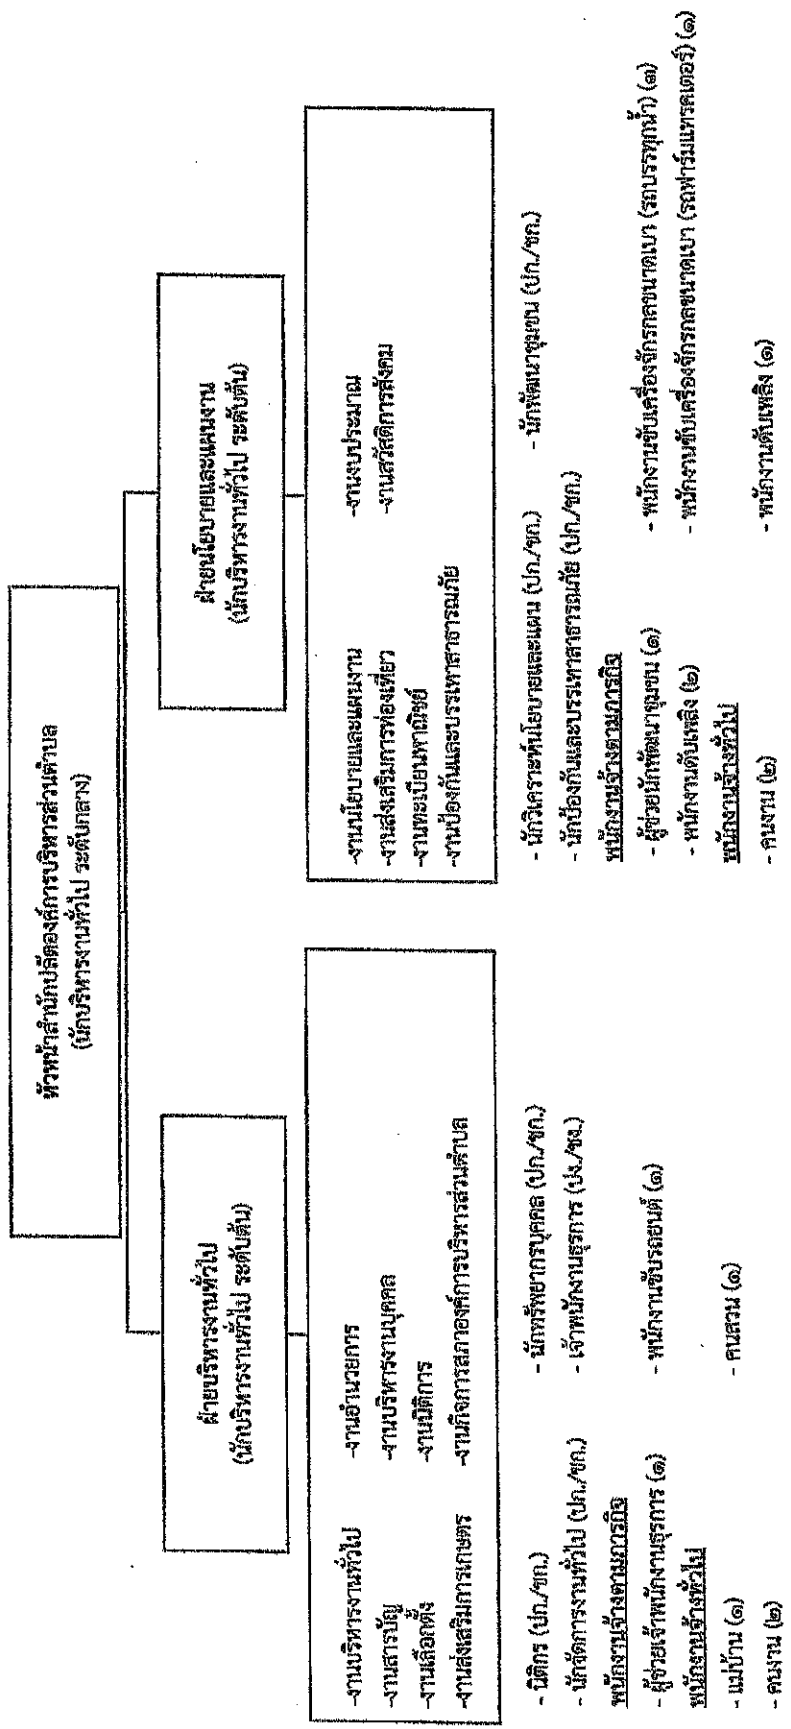 หัวหน้าสำนักปลัดองค์การบริหารส่วนตำบล
(นักบริหารงานทั่วไป ระดับกลาง)
ฝ่ายบริหารงานทั่วไป
(นักบริหารงานทั่วไป ระดับต้น)
-งานบริหารงานทั่วไป -งานอำนวยการ
-งานสารบัญ -งานบริหารงานบุคคล
-งานเลือกตั้ง -งานนิติการ
-งานส่งเสริมการเกษตร -งานกิจการสภาองค์การบริหารส่วนตำบล
- นิติกร (ปก./ชก.) - นักทรัพยากรบุคคล (ปก./ชก.)
- นักจัดการงานทั่วไป (ปก./ชก.) - เจ้าพนักงานธุรการ (ปง./ชง.)
พนักงานจ้างตามภารกิจ
- ผู้ช่วยเจ้าพนักงานธุรการ (๑) - พนักงานขับรถยนต์ (๑)
พนักงานจ้างทั่วไป
- แม่บ้าน (๑) - คนสวน (๑)
- คนงาน (๒)
ฝ่ายนโยบายและแผนงาน
(นักบริหารงานทั่วไป ระดับต้น)
-งานนโยบายและแผนงาน -งานงบประมาณ
-งานส่งเสริมการท่องเที่ยว -งานสวัสดิการสังคม
-งานทะเบียนพาณิชย์
-งานป้องกันและบรรเทาสาธารณภัย
- นักวิเคราะห์นโยบายและแผน (ปก./ชก.) - นักพัฒนาชุมชน (ปก./ชก.)
- นักป้องกันและบรรเทาสาธารณภัย (ปก./ชก.)
พนักงานจ้างตามภารกิจ
- ผู้ช่วยนักพัฒนาชุมชน (๑) - พนักงานขับเครื่องจักรกลขนาดเบา (รถบรรทุกน้ำ) (๓)
- พนักงานดับเพลิง (๒) - พนักงานขับเครื่องจักรกลขนาดเบา (รถฟาร์มแทรคเตอร์) (๑)
พนักงานจ้างทั่วไป
- คนงาน (๒) - พนักงานดับเพลิง (๑)